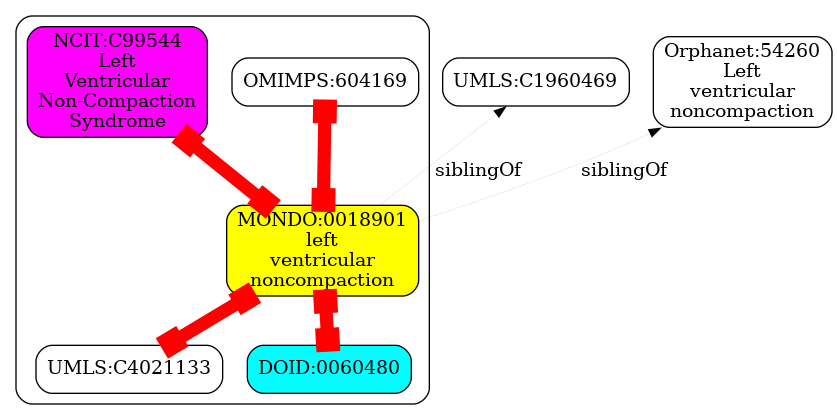 NCIT:C99544
Left
Ventricular
Non-Compaction
Syndrome
OMIMPS:604169
UMLS:C1960469
Orphanet:54260
Left
ventricular
noncompaction
siblingOf
siblingOf
MONDO:0018901
left
ventricular
noncompaction
UMLS:C4021133
DOID:0060480